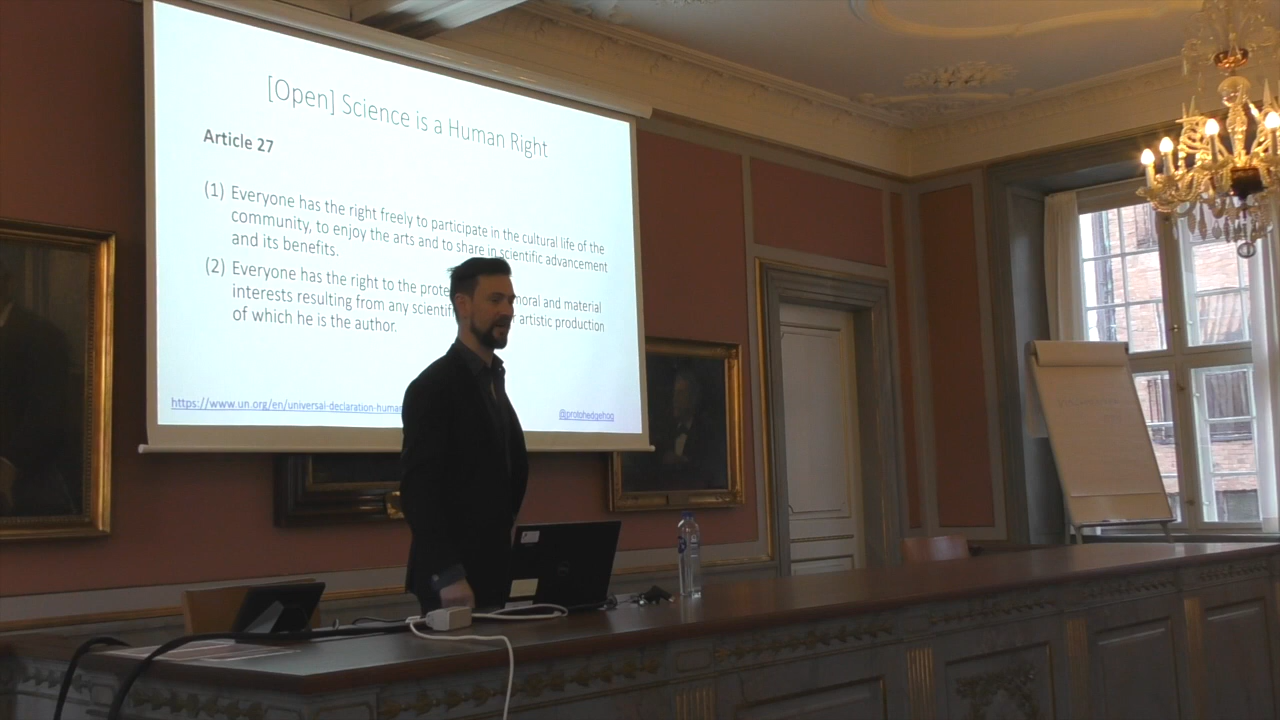 [Open] Science is a Human Right
Article 27
(1) Everyone has the right freely to participate in the cultural life of the
community, to enjoy the arts and to share in scientific advancement
and its benefits.
(2) Everyone has the right to the moral and material
interests resulting from any artistic production
of which he is the author.
https://www.un.org/en/universal-declaration-human
@protohedgehog